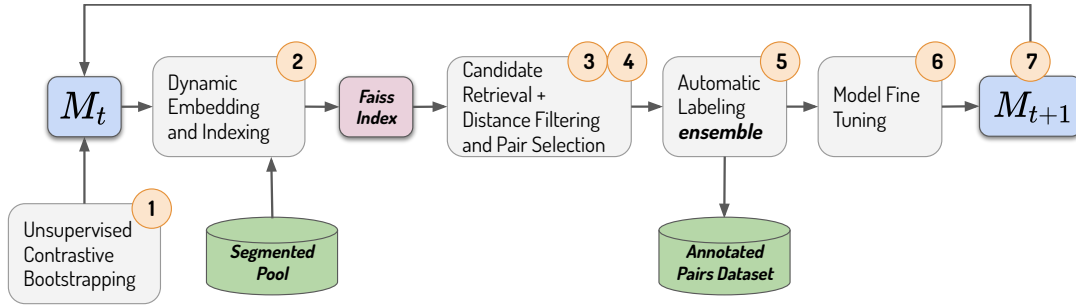 1
Unsupervised
Contrastive
Bootstrapping
M_t
2
Dynamic
Embedding
and Indexing
Segmented
Pool
Faiss
Index
3
4
Candidate
Retrieval +
Distance Filtering
and Pair Selection
5
Automatic
Labeling
ensemble
Annotated
Pairs Dataset
6
Model Fine
Tuning
7
M_{t+1}